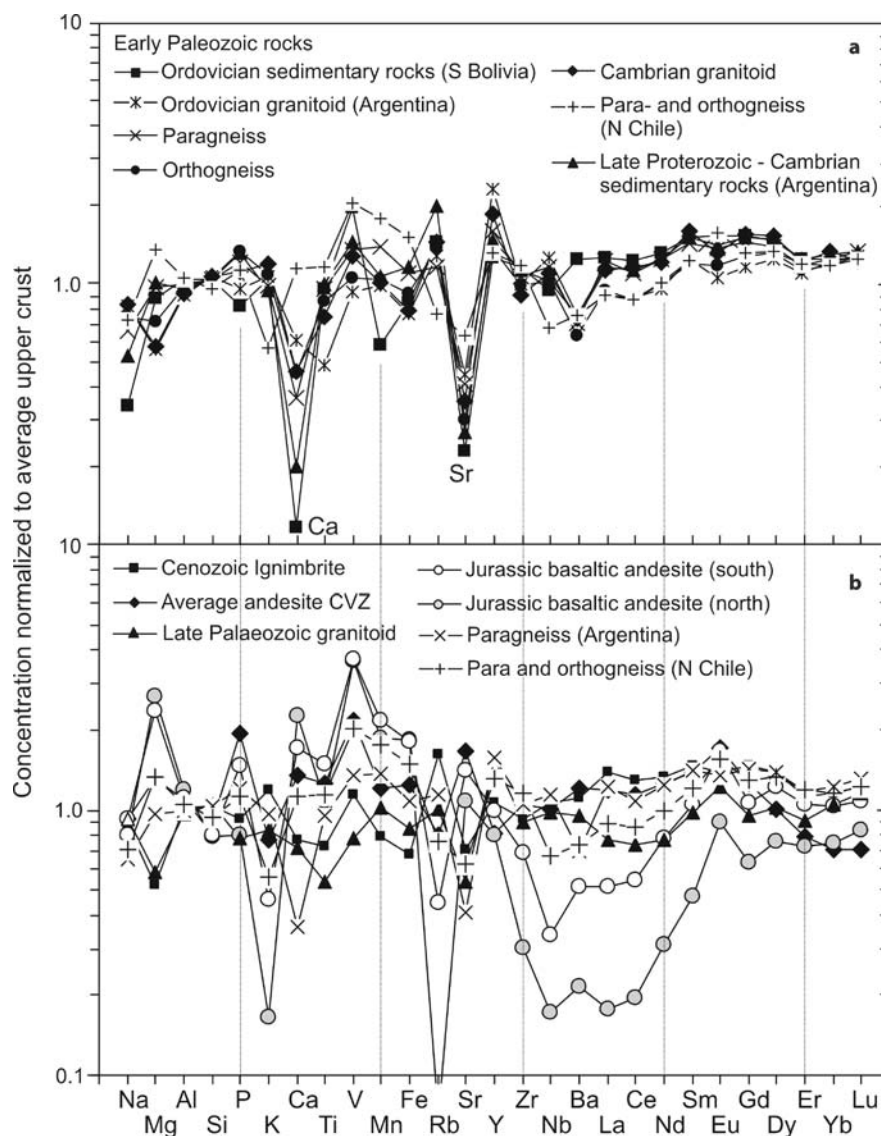 Concentration normalized to average upper crust
10
a
Early Paleozoic rocks
Ordovician sedimentary rocks (S Bolivia)
Ordovician granitoid (Argentina)
Paragneiss
Orthogneiss
Cambrian granitoid
Para- and orthogneiss
(N Chile)
Late Proterozoic - Cambrian
sedimentary rocks (Argentina)
1.0
Ca
Sr
10
b
Cenozoic Ignimbrite
Average andesite CVZ
Late Palaeozoic granitoid
Jurassic basaltic andesite (south)
Jurassic basaltic andesite (north)
Paragneiss (Argentina)
Para and orthogneiss (N Chile)
1.0
0.1
Na Al P Ca V Fe Sr Zr Ba Ce Sm Gd Er Lu
Mg Si K Ti Mn Rb Y Nb La Nd Eu Dy Yb